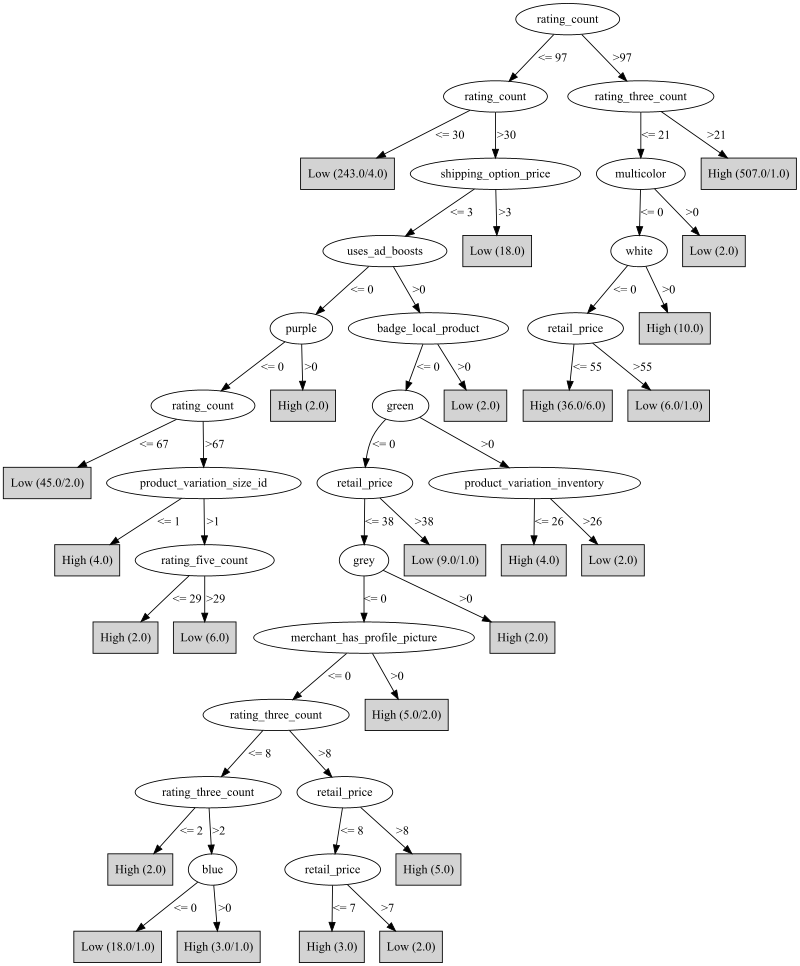 rating_count
<= 97
>97
rating_count
rating_three_count
<= 30
>30
<= 21
>21
Low (243.0/4.0)
shipping_option_price
multicolor
High (507.0/1.0)
<= 3
>3
<= 0
>0
uses_ad_boosts
Low (18.0)
white
Low (2.0)
<= 0
>0
<= 0
>0
purple
badge_local_product
retail_price
High (10.0)
<= 0
>0
<= 0
>0
<= 55
>55
rating_count
High (2.0)
green
Low (2.0)
High (36.0/6.0)
Low (6.0/1.0)
<= 67
>67
<= 0
>0
Low (45.0/2.0)
product_variation_size_id
retail_price
product_variation_inventory
<= 1
>1
<= 38
>38
<= 26
>26
High (4.0)
rating_five_count
grey
Low (9.0/1.0)
High (4.0)
Low (2.0)
<= 29
>29
<= 0
>0
High (2.0)
Low (6.0)
merchant_has_profile_picture
High (2.0)
<= 0
>0
rating_three_count
High (5.0/2.0)
<= 8
>8
rating_three_count
retail_price
<= 2
>2
<= 8
>8
High (2.0)
blue
retail_price
High (5.0)
<= 0
>0
<= 7
>7
Low (18.0/1.0)
High (3.0/1.0)
High (3.0)
Low (2.0)